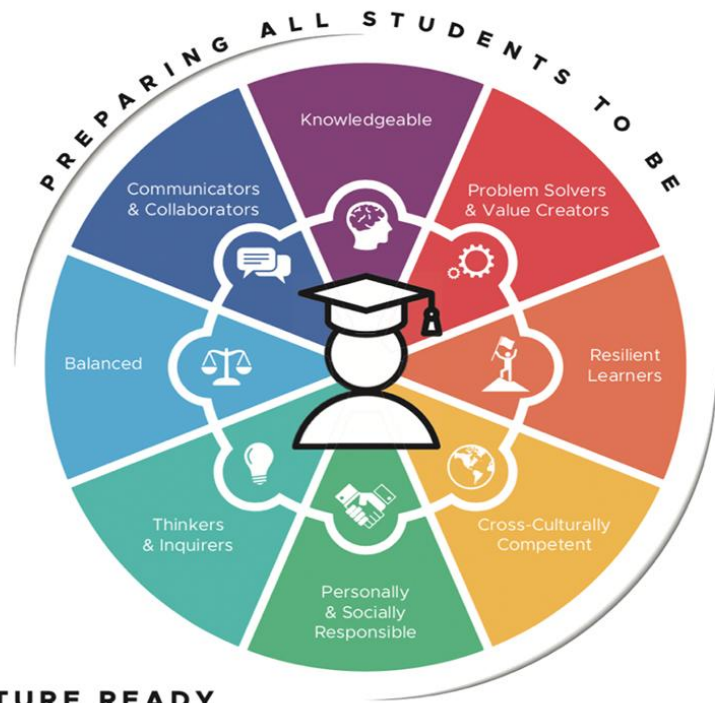 PREPARING ALL STUDENTS TO BE
Knowledgeable
Problem Solvers
& Value Creators
Resilient
Learners
Cross-Culturally
Competent
Personally
& Socially
Responsible
Thinkers
& Inquirers
Balanced
Communicators
& Collaborators
READY